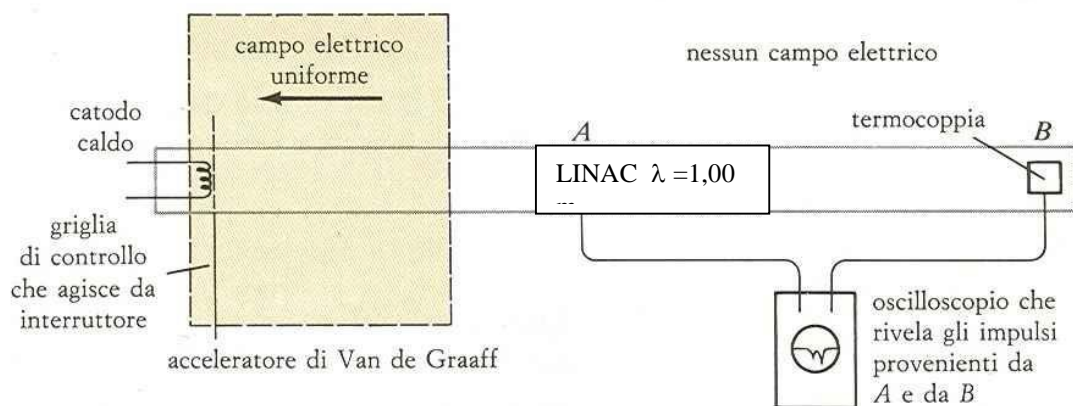 campo elettrico
uniforme
nessun campo elettrico
catodo
caldo
A
termocoppia
B
LINAC λ =1,00
griglia
di controllo
che agisce da
interruttore
acceleratore di Van de Graaff
oscilloscopio che
rivela gli impulsi
provenienti da
A e da B